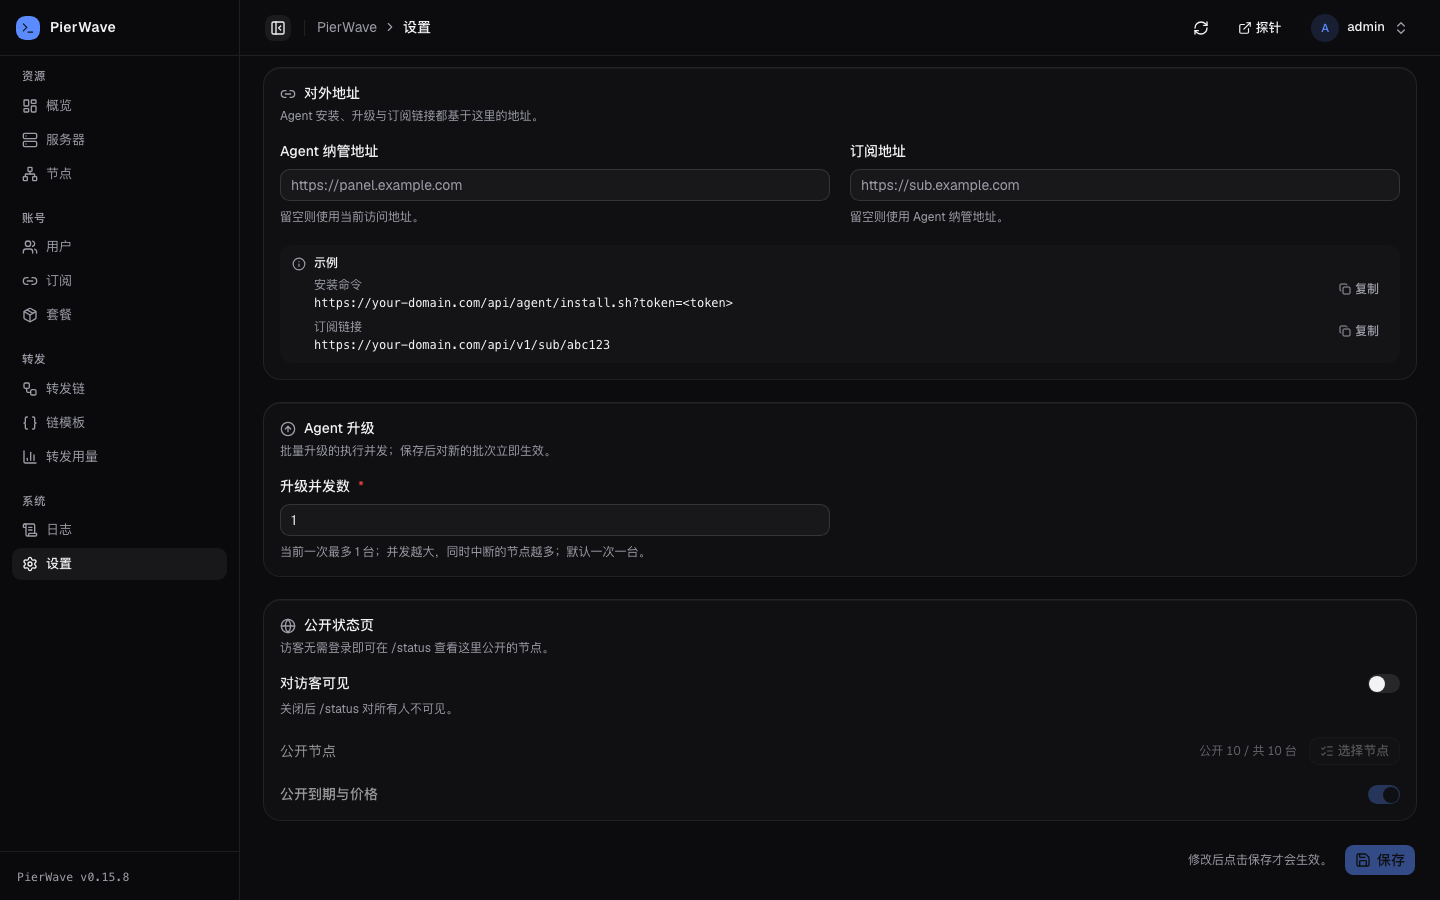 PierWave
PierWave > 设置
探针
A
admin
资源
概览
服务器
节点
账号
用户
订阅
套餐
转发
转发链
链模板
转发用量
系统
日志
设置
PierWave v0.15.8
对外地址
Agent 安装、升级与订阅链接都基于这里的地址。
Agent 纳管地址
https://panel.example.com
留空则使用当前访问地址。
订阅地址
https://sub.example.com
留空则使用 Agent 纳管地址。
示例
安装命令
https://your-domain.com/api/agent/install.sh?token=<token>
复制
订阅链接
https://your-domain.com/api/v1/sub/abc123
复制
Agent 升级
批量升级的执行并发；保存后对新的批次立即生效。
升级并发数 *
1
当前一次最多 1 台；并发越大，同时中断的节点越多；默认一次一台。
公开状态页
访客无需登录即可在 /status 查看这里公开的节点。
对访客可见
关闭后 /status 对所有人不可见。
公开节点
公开 10 / 共 10 台
选择节点
公开到期与价格
修改后点击保存才会生效。
保存